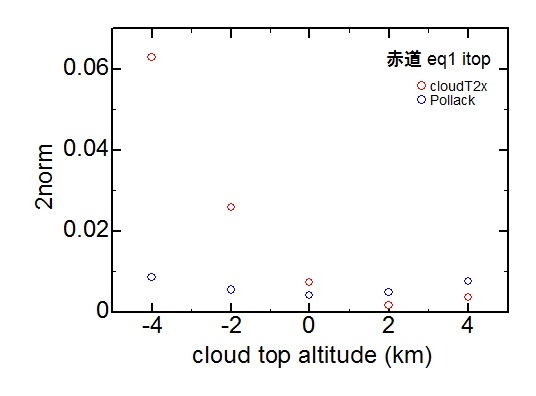 赤道 eq1 itop
cloudT2x
Pollack
0.06
0.04
0.02
0
2norm
-4 -2 0 2 4
cloud top altitude (km)